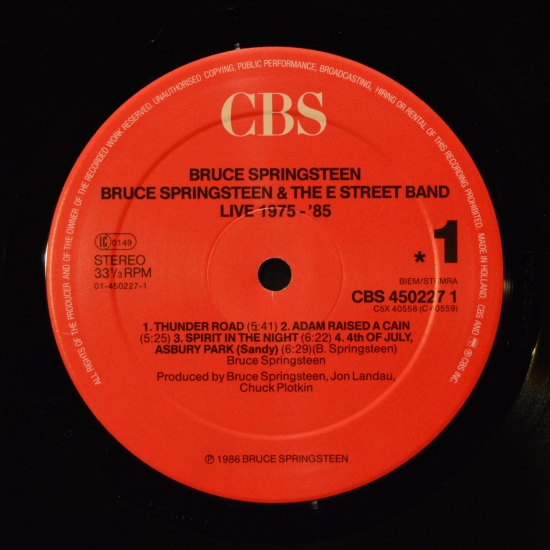 ALL RIGHTS OF THE PRODUCER AND OF THE OWNER OF THE RECORDED WORK RESERVED. UNAUTHORISED COPYING, PUBLIC PERFORMANCE, BROADCASTING, HIRING OR RENTAL OF THIS RECORDING PROHIBITED. MADE IN HOLLAND. CBS AND ℗ CBS INC.
CBS
BRUCE SPRINGSTEEN
BRUCE SPRINGSTEEN & THE E STREET BAND
LIVE 1975 - '85
LC 0149
STEREO
33⅓ RPM
01-450227-1
* 1
BIEM/STEMRA
CBS 450227 1
C5X 40558 (C 40559)
1. THUNDER ROAD (5:41) 2. ADAM RAISED A CAIN
(5:25) 3. SPIRIT IN THE NIGHT (6:22) 4. 4th OF JULY,
ASBURY PARK (Sandy) (6:29)(B. Springsteen)
Bruce Springsteen
Produced by Bruce Springsteen, Jon Landau,
Chuck Plotkin
℗ 1986 BRUCE SPRINGSTEEN